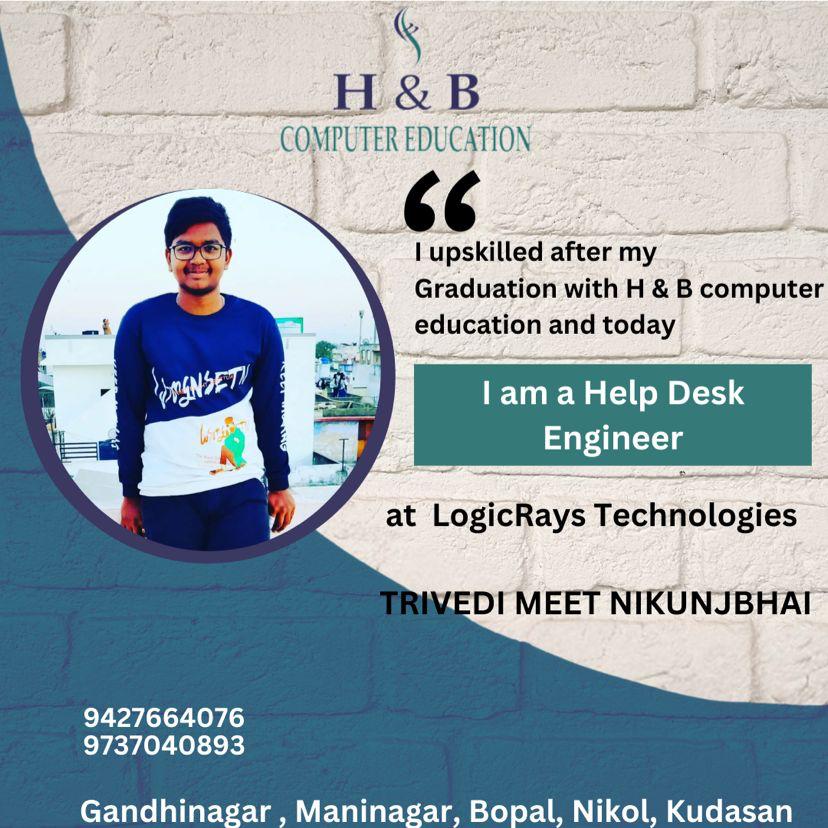 H & B
COMPUTER EDUCATION
I upskilled after my
Graduation with H & B computer
education and today
I am a Help Desk
Engineer
at LogicRays Technologies
TRIVEDI MEET NIKUNJBHAI
9427664076
9737040893
Gandhinagar , Maninagar, Bopal, Nikol, Kudasan